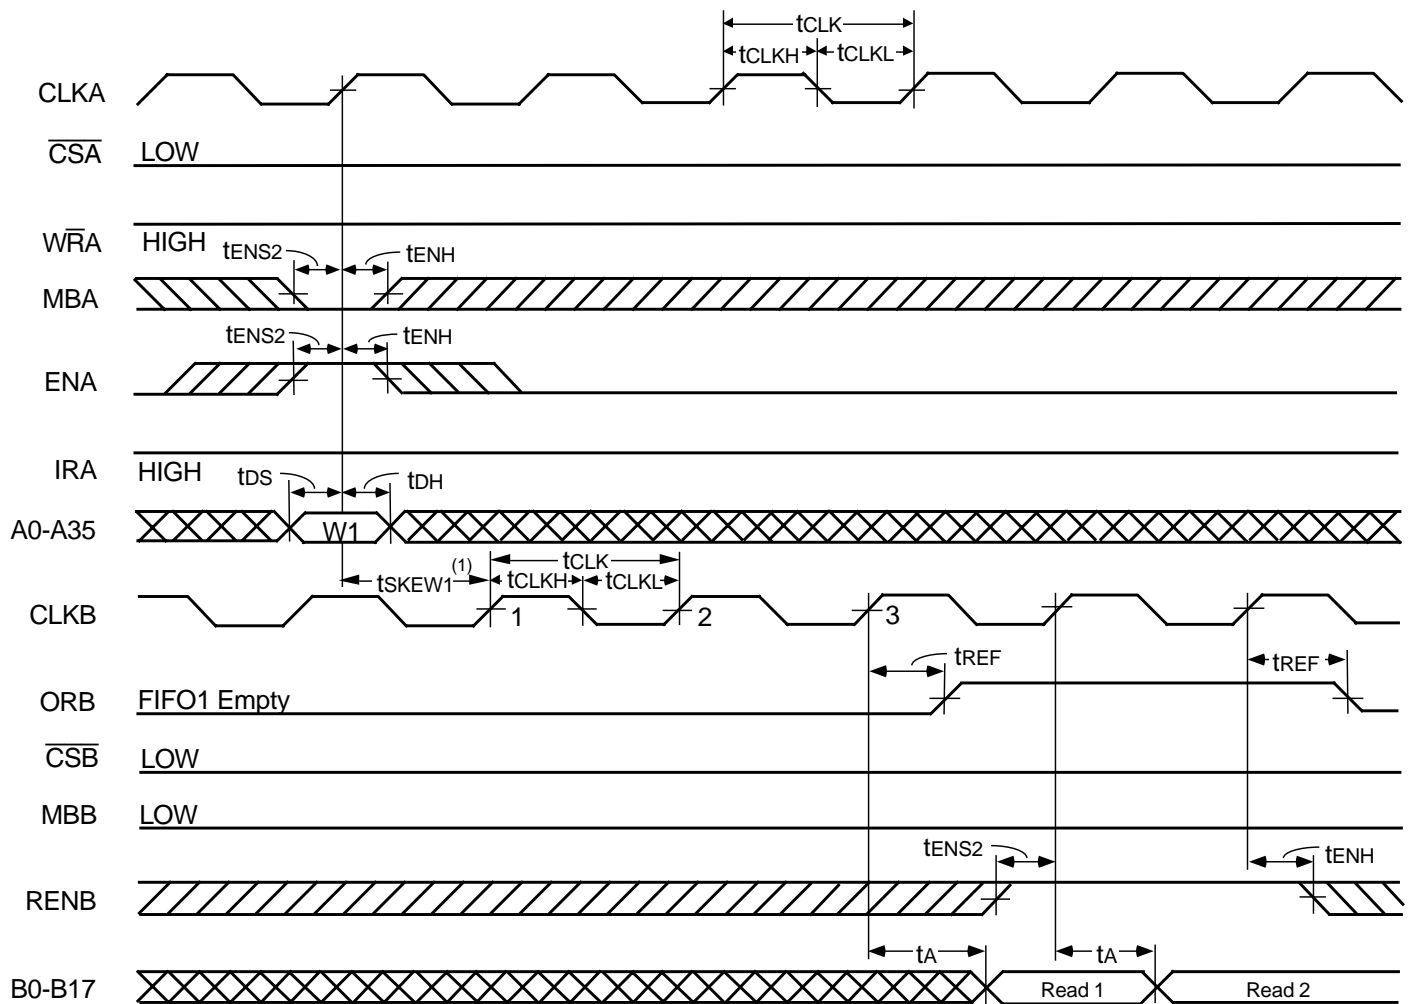 tCLK
tCLKH tCLKL
CLKA
CSA LOW
WRA HIGH
tENS2 tENH
MBA
tENS2 tENH
ENA
IRA HIGH
tDS tDH
A0-A35 W1
tSKEW1(1) tCLK
tCLKH tCLKL
CLKB 1 2 3
tREF tREF
ORB FIFO1 Empty
CSB LOW
MBB LOW
tENS2 tENH
RENB
tA tA
B0-B17 Read 1 Read 2